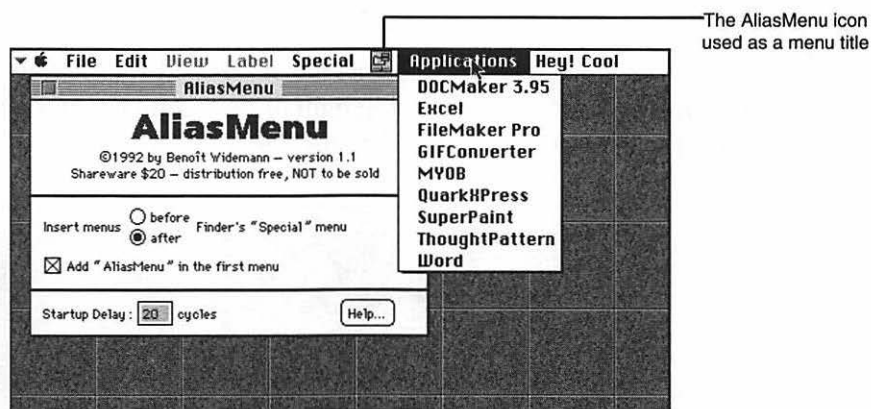 The AliasMenu icon
used as a menu title
File Edit View Label Special Applications Hey! Cool
AliasMenu
AliasMenu
©1992 by Benoît Widemann – version 1.1
Shareware $20 – distribution free, NOT to be sold
Insert menus before Finder's "Special" menu
after
Add "AliasMenu" in the first menu
Startup Delay : 20 cycles Help...
DOCMaker 3.95
Excel
FileMaker Pro
GIFConverter
MYOB
QuarkXPress
SuperPaint
ThoughtPattern
Word